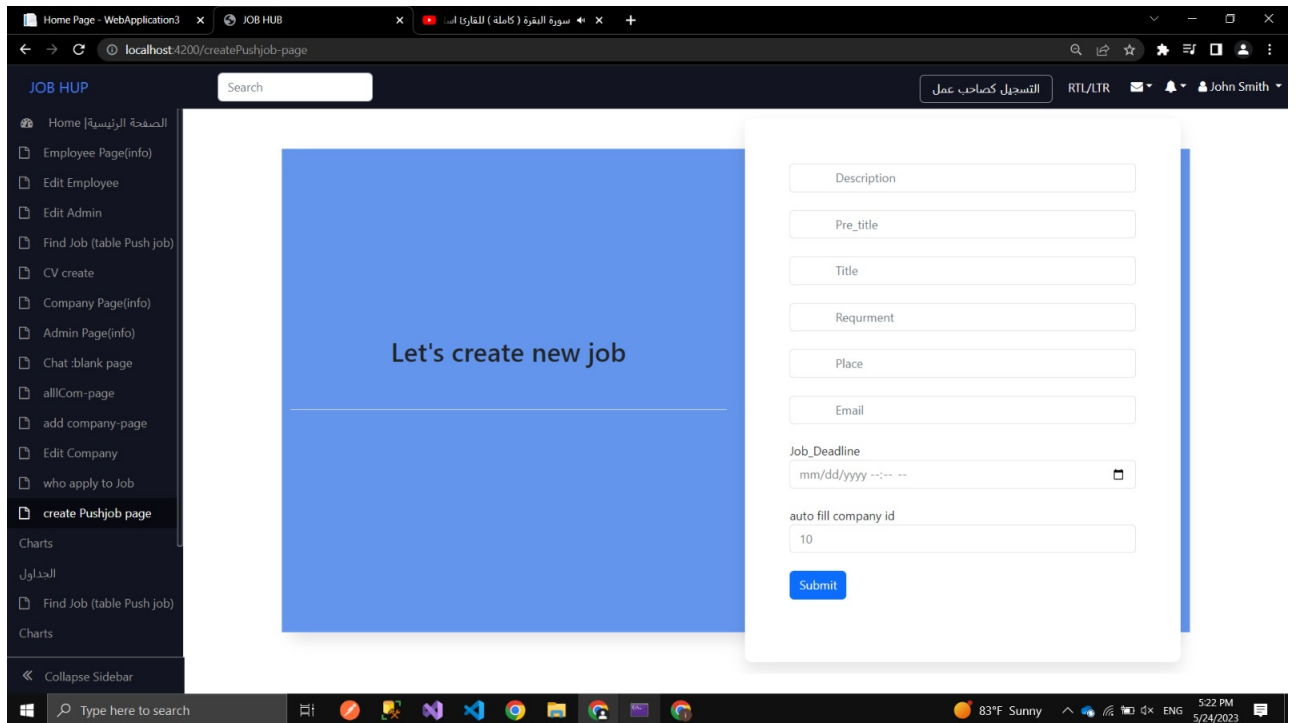 Home Page - WebApplication3
JOB HUB
سورة البقرة ( كاملة ) للقارئ اسلا
localhost:4200/createPushjob-page
JOB HUP
Search
التسجيل كصاحب عمل
RTL/LTR
John Smith
الصفحة الرئيسية| Home
Employee Page(info)
Edit Employee
Edit Admin
Find Job (table Push job)
CV create
Company Page(info)
Admin Page(info)
Chat :blank page
alllCom-page
add company-page
Edit Company
who apply to Job
create Pushjob page
Charts
الجداول
Find Job (table Push job)
Charts
Collapse Sidebar
Let's create new job
Description
Pre_title
Title
Requrment
Place
Email
Job_Deadline
mm/dd/yyyy --:-- --
auto fill company id
10
Submit
Type here to search
83°F Sunny
ENG
5:22 PM
5/24/2023